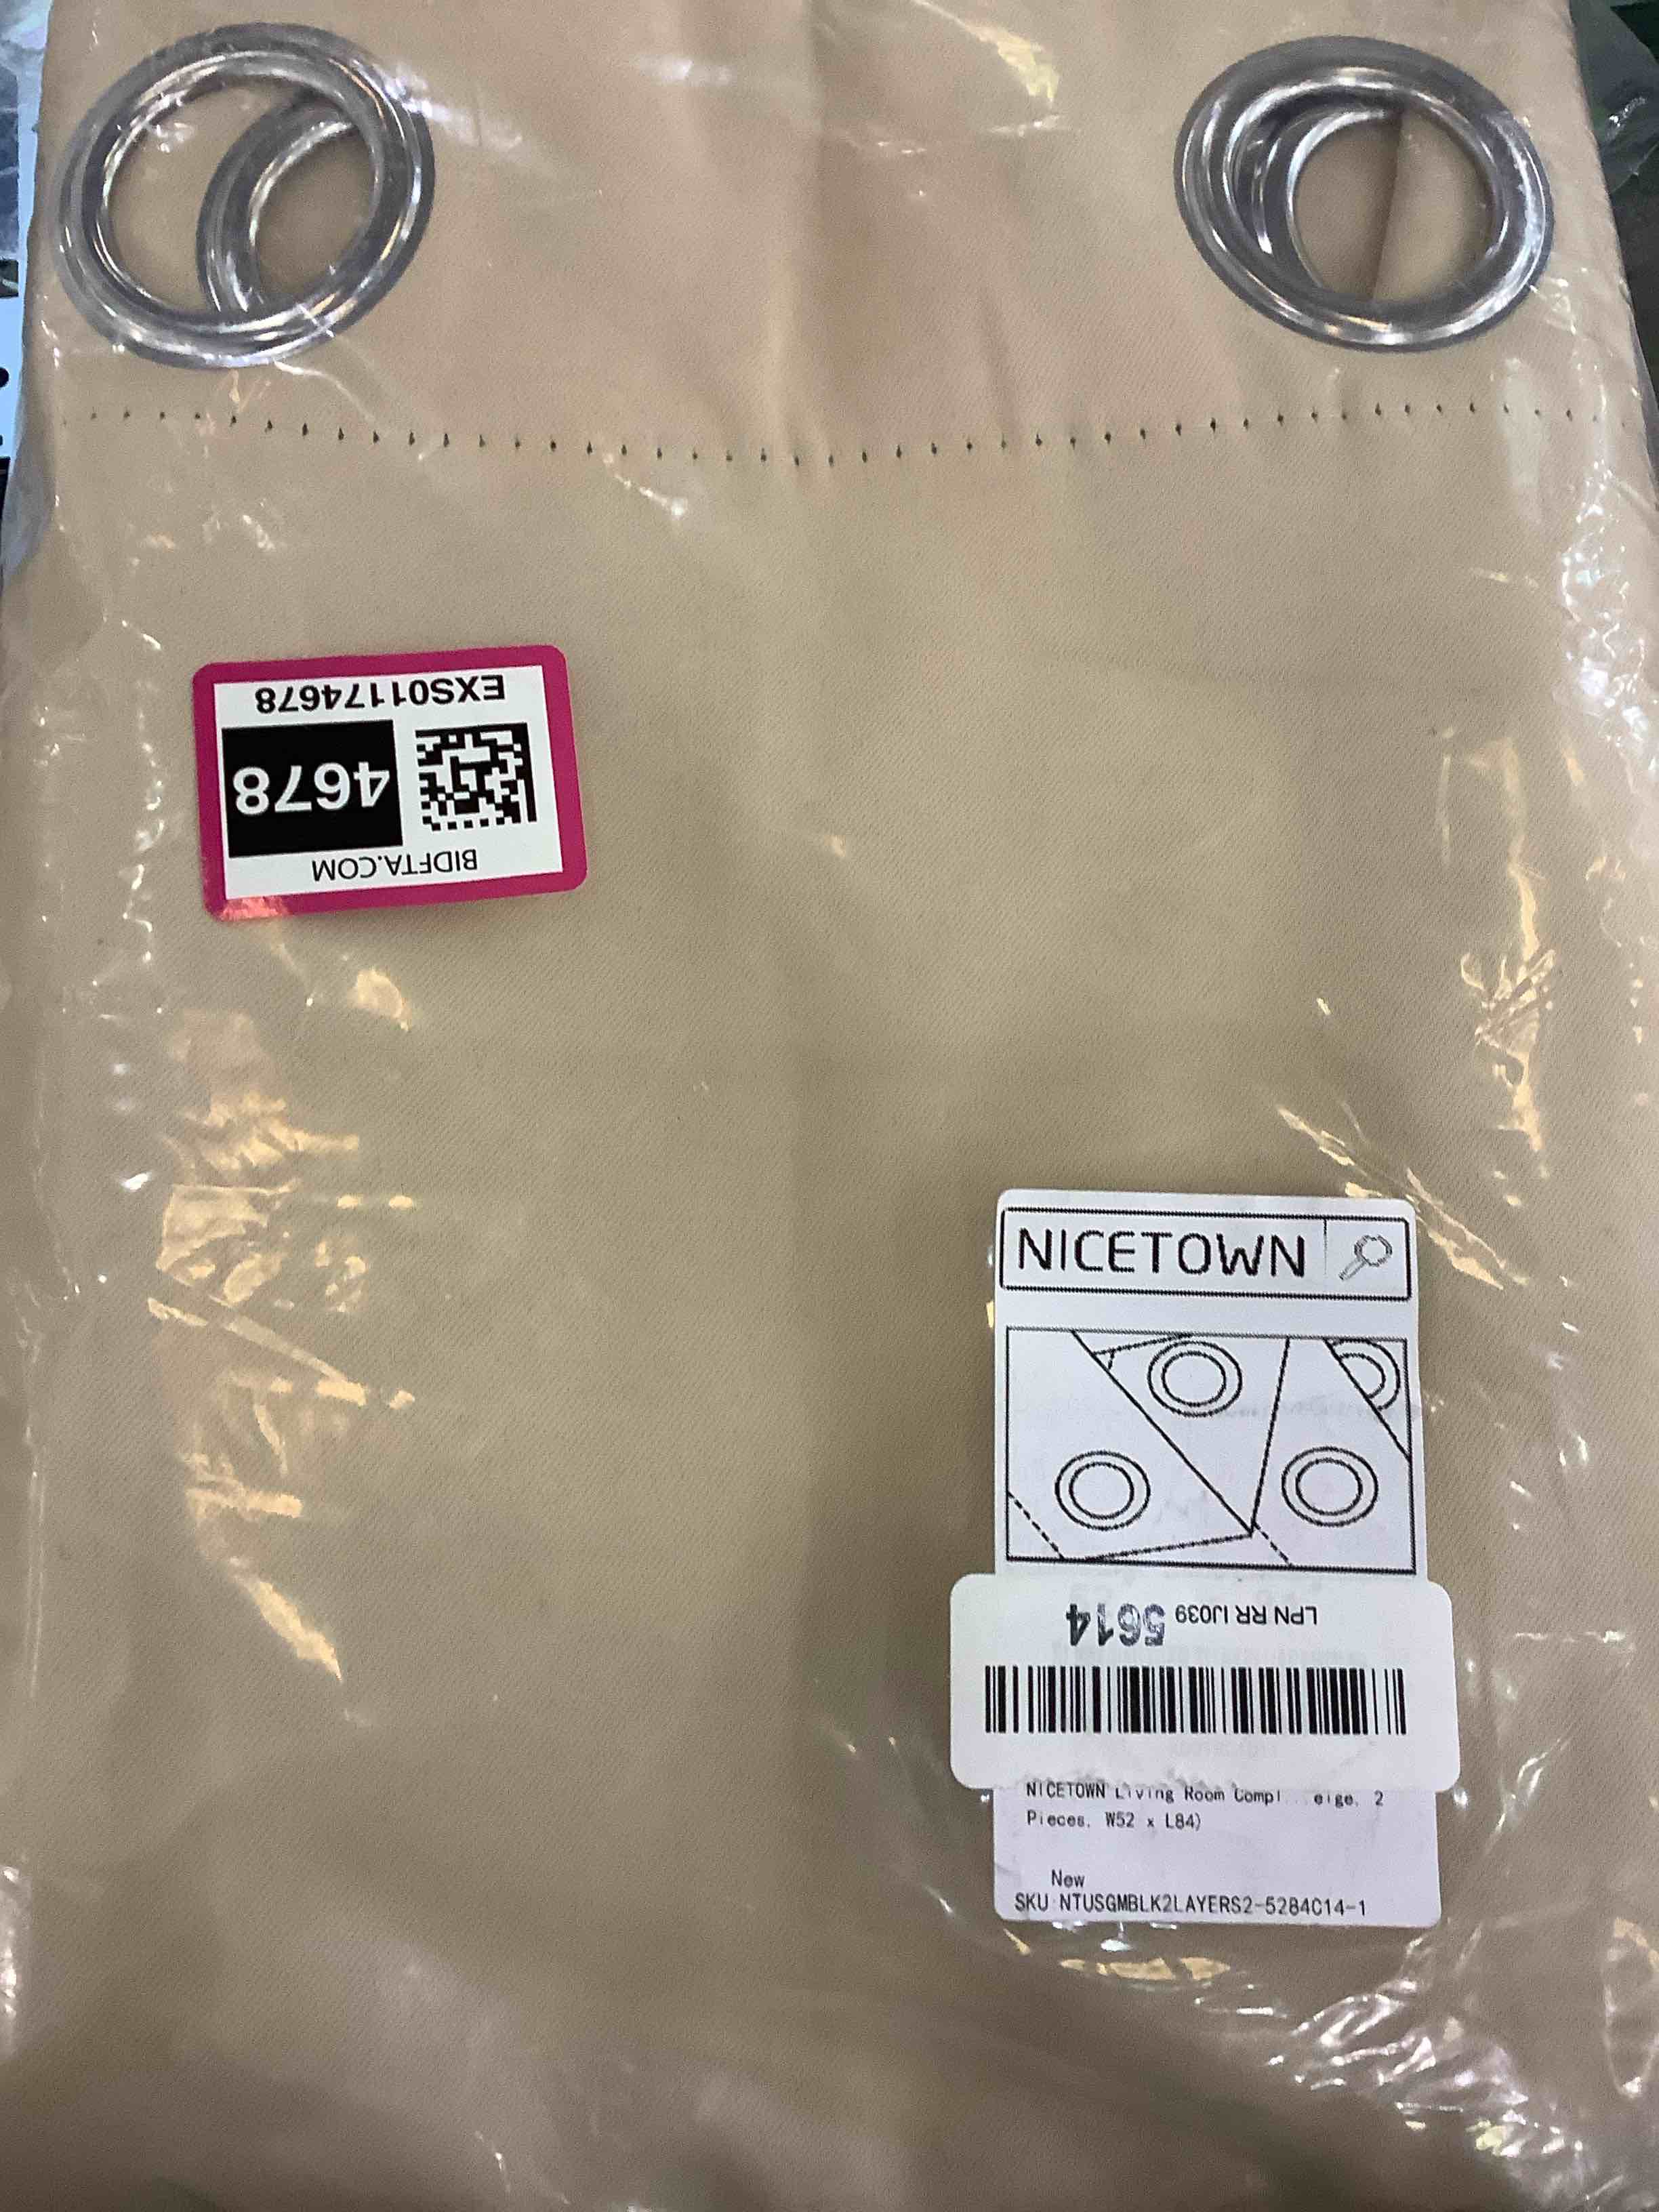 EXS01174678
4678
BIDFTA.COM
NICETOWN
LPN RR IJ039 5614
NICETOWN Living Room Compl...eige, 2
Pieces, W52 x L84)
New
SKU:NTUSGMBLK2LAYERS2-5284C14-1